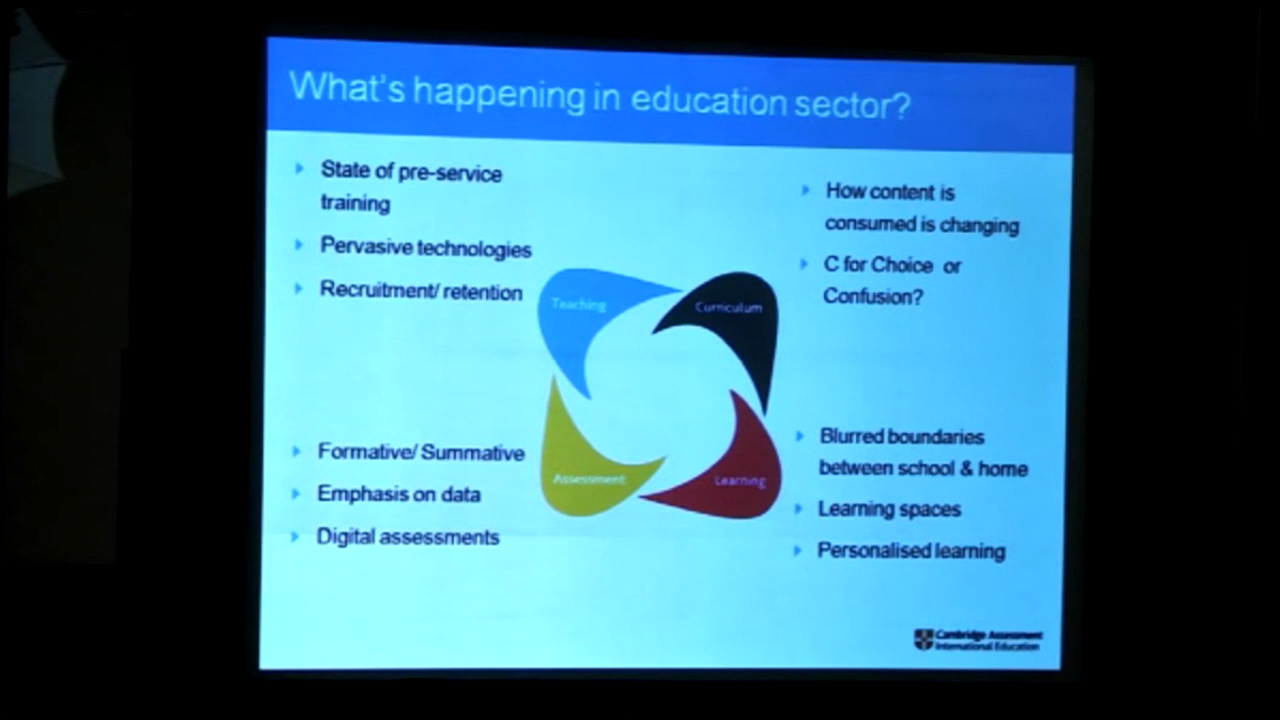 What's happening in education sector?
State of pre-service
training
Pervasive technologies
Recruitment/ retention
How content is
consumed is changing
C for Choice or
Confusion?
Teaching
Curriculum
Assessment
Learning
Formative/ Summative
Emphasis on data
Digital assessments
Blurred boundaries
between school & home
Learning spaces
Personalised learning
Cambridge Assessment
International Education